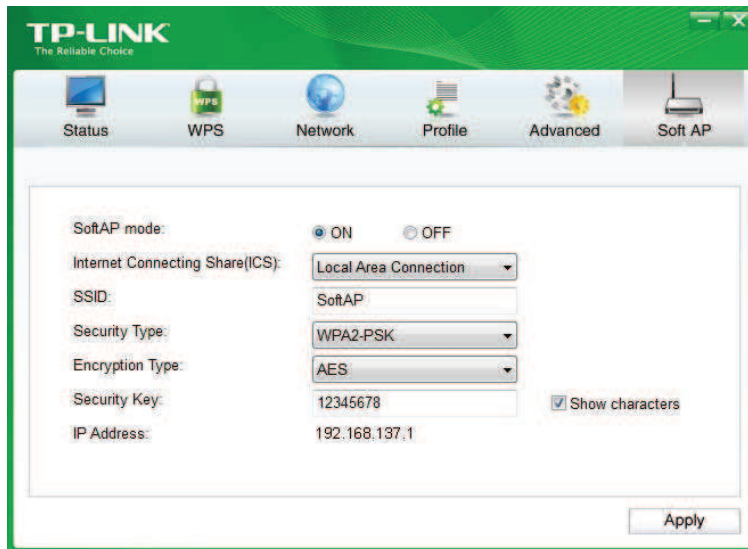 TP-LINK
The Reliable Choice
Status WPS Network Profile Advanced Soft AP
WPS
SoftAP mode: ON OFF
Internet Connecting Share(ICS): Local Area Connection
SSID: SoftAP
Security Type: WPA2-PSK
Encryption Type: AES
Security Key: 12345678 Show characters
IP Address: 192.168.137.1
Apply